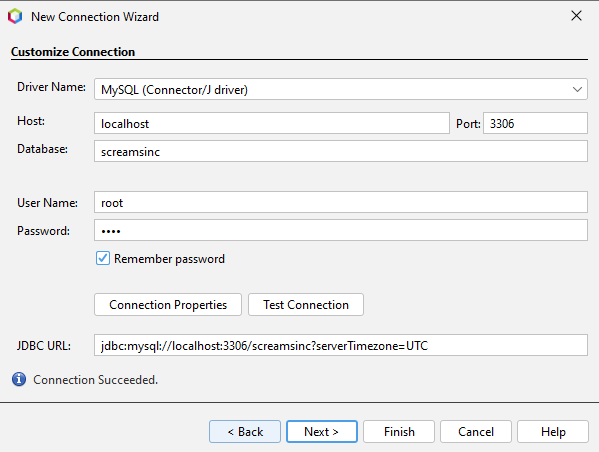 New Connection Wizard
Customize Connection
Driver Name: MySQL (Connector/J driver)
Host: localhost Port: 3306
Database: screamsinc
User Name: root
Password: ••••
Remember password
Connection Properties Test Connection
JDBC URL: jdbc:mysql://localhost:3306/screamsinc?serverTimezone=UTC
Connection Succeeded.
< Back Next > Finish Cancel Help